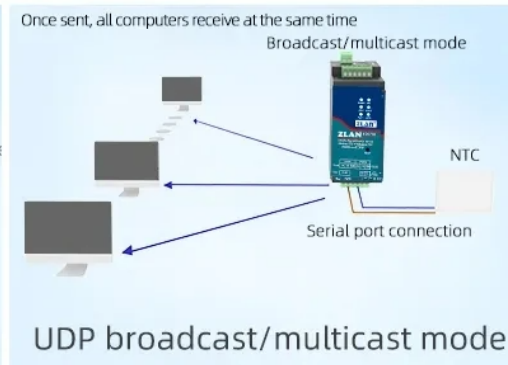 Once sent, all computers receive at the same time
Broadcast/multicast mode
ZLAN
ZLAN
NTC
Serial port connection
UDP broadcast/multicast mode